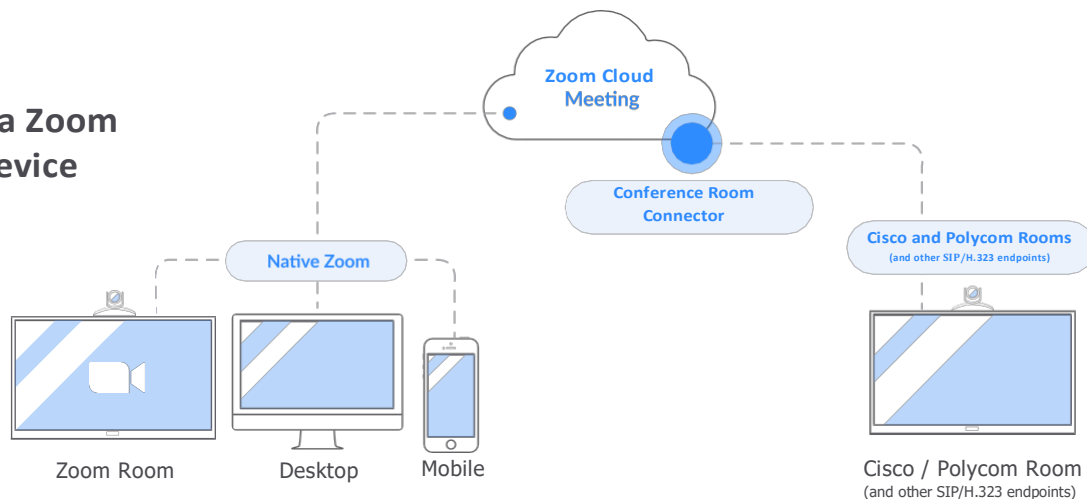 Zoom Cloud
Meeting
a Zoom
evice
Conference Room
Connector
Cisco and Polycom Rooms
(and other SIP/H.323 endpoints)
Native Zoom
Zoom Room
Desktop
Mobile
Cisco / Polycom Room
(and other SIP/H.323 endpoints)